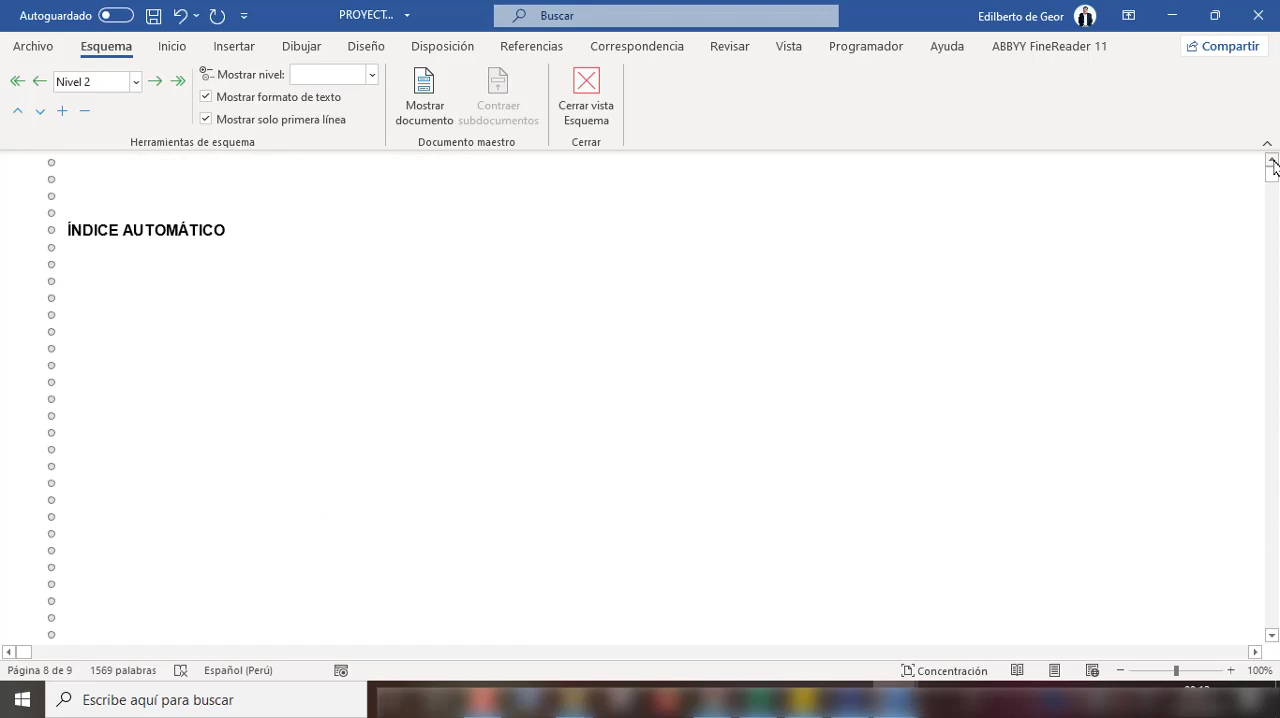 Autoguardado
PROYECT...
Buscar
Edilberto de Geor
Archivo Esquema Inicio Insertar Dibujar Diseño Disposición Referencias Correspondencia Revisar Vista Programador Ayuda ABBYY FineReader 11 Compartir
Nivel 2
Mostrar nivel:
Mostrar formato de texto
Mostrar solo primera línea
Mostrar documento
Contraer subdocumentos
Cerrar vista Esquema
Herramientas de esquema
Documento maestro
Cerrar
ÍNDICE AUTOMÁTICO
Página 8 de 9 1569 palabras Español (Perú) Concentración 100%
Escribe aquí para buscar